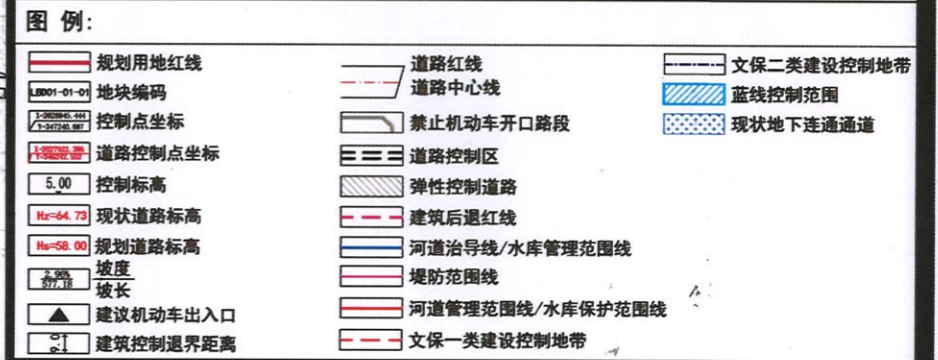 图 例:
规划用地红线
LBD01-01-01 地块编码
控制点坐标
道路控制点坐标
5.00 控制标高
Hz=64.73 现状道路标高
Hs=58.00 规划道路标高
坡度
577.18 坡长
建议机动车出入口
建筑控制退界距离
道路红线
道路中心线
禁止机动车开口路段
道路控制区
弹性控制道路
建筑后退红线
河道治导线/水库管理范围线
堤防范围线
河道管理范围线/水库保护范围线
文保一类建设控制地带
文保二类建设控制地带
蓝线控制范围
现状地下连通通道